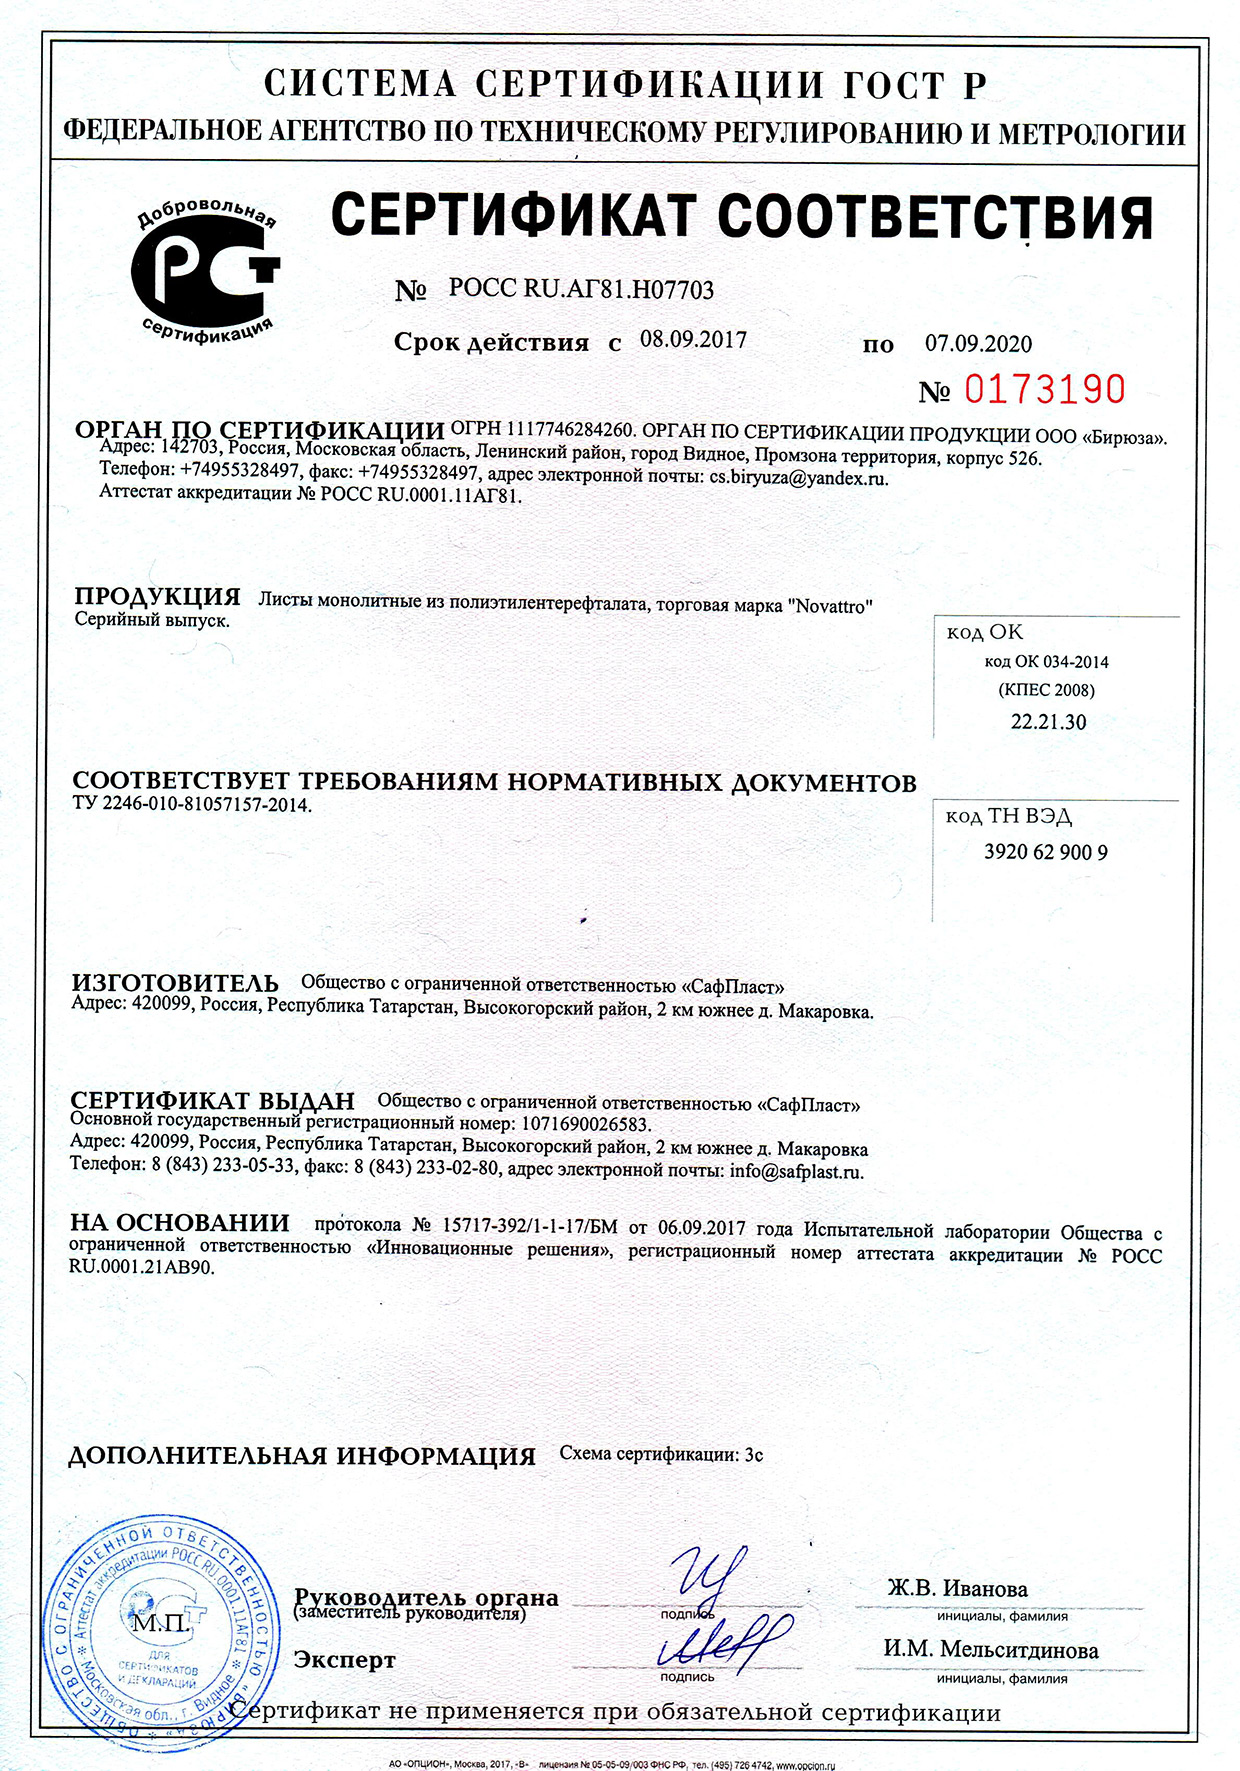 СИСТЕМА СЕРТИФИКАЦИИ ГОСТ Р
ФЕДЕРАЛЬНОЕ АГЕНТСТВО ПО ТЕХНИЧЕСКОМУ РЕГУЛИРОВАНИЮ И МЕТРОЛОГИИ
Добровольная
РСТ
сертификация
СЕРТИФИКАТ СООТВЕТСТВИЯ
№ РОСС RU.АГ81.Н07703
Срок действия с 08.09.2017 по 07.09.2020
№ 0173190
ОРГАН ПО СЕРТИФИКАЦИИ ОГРН 1117746284260. ОРГАН ПО СЕРТИФИКАЦИИ ПРОДУКЦИИ ООО «Бирюза».
Адрес: 142703, Россия, Московская область, Ленинский район, город Видное, Промзона территория, корпус 526.
Телефон: +74955328497, факс: +74955328497, адрес электронной почты: cs.biryuza@yandex.ru.
Аттестат аккредитации № РОСС RU.0001.11АГ81.
ПРОДУКЦИЯ Листы монолитные из полиэтилентерефталата, торговая марка "Novattro"
Серийный выпуск.
код ОК
код ОК 034-2014
(КПЕС 2008)
22.21.30
СООТВЕТСТВУЕТ ТРЕБОВАНИЯМ НОРМАТИВНЫХ ДОКУМЕНТОВ
ТУ 2246-010-81057157-2014.
код ТН ВЭД
3920 62 900 9
ИЗГОТОВИТЕЛЬ Общество с ограниченной ответственностью «СафПласт»
Адрес: 420099, Россия, Республика Татарстан, Высокогорский район, 2 км южнее д. Макаровка.
СЕРТИФИКАТ ВЫДАН Общество с ограниченной ответственностью «СафПласт»
Основной государственный регистрационный номер: 1071690026583.
Адрес: 420099, Россия, Республика Татарстан, Высокогорский район, 2 км южнее д. Макаровка
Телефон: 8 (843) 233-05-33, факс: 8 (843) 233-02-80, адрес электронной почты: info@safplast.ru.
НА ОСНОВАНИИ протокола № 15717-392/1-1-17/БМ от 06.09.2017 года Испытательной лаборатории Общества с
ограниченной ответственностью «Инновационные решения», регистрационный номер аттестата аккредитации № РОСС
RU.0001.21АВ90.
ДОПОЛНИТЕЛЬНАЯ ИНФОРМАЦИЯ Схема сертификации: 3с
ОБЩЕСТВО С ОГРАНИЧЕННОЙ ОТВЕТСТВЕННОСТЬЮ «БИРЮЗА»
Аттестат аккредитации РОСС RU.0001.11АГ81
Московская обл., г. Видное
М.П.
ДЛЯ
СЕРТИФИКАТОВ
И ДЕКЛАРАЦИЙ
Руководитель органа
(заместитель руководителя)
подпись
Ж.В. Иванова
инициалы, фамилия
Эксперт
подпись
И.М. Мельситдинова
инициалы, фамилия
Сертификат не применяется при обязательной сертификации
АО «ОПЦИОН», Москва, 2017, «В» лицензия № 05-05-09/003 ФНС РФ, тел. (495) 726 4742, www.opcion.ru